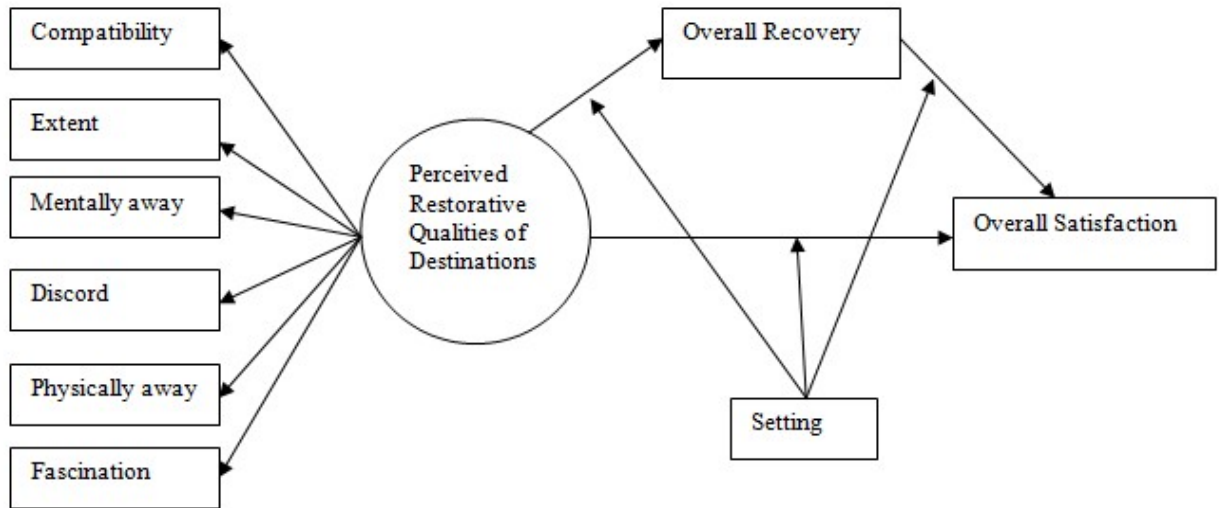 Compatibility
Extent
Mentally away
Discord
Physically away
Fascination
Perceived
Restorative
Qualities of
Destinations
Overall Recovery
Overall Satisfaction
Setting